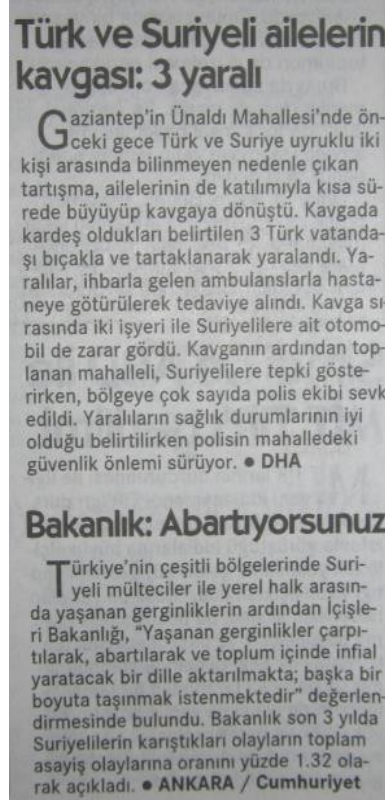 Türk ve Suriyeli ailelerin
kavgası: 3 yaralı
Gaziantep'in Ünaldı Mahallesi'nde ön-
ceki gece Türk ve Suriye uyruklu iki
kişi arasında bilinmeyen nedenle çıkan
tartışma, ailelerinin de katılımıyla kısa sü-
rede büyüyüp kavgaya dönüştü. Kavgada
kardeş oldukları belirtilen 3 Türk vatanda-
şı bıçakla ve tartaklanarak yaralandı. Ya-
ralılar, ihbarla gelen ambulanslarla hasta-
neye götürülerek tedaviye alındı. Kavga sı-
rasında iki işyeri ile Suriyelilere ait otomo-
bil de zarar gördü. Kavganın ardından top-
lanan mahalleli, Suriyelilere tepki göste-
rirken, bölgeye çok sayıda polis ekibi sevk
edildi. Yaralıların sağlık durumlarının iyi
olduğu belirtilirken polisin mahalledeki
güvenlik önlemi sürüyor. ● DHA
Bakanlık: Abartıyorsunuz
Türkiye'nin çeşitli bölgelerinde Suri-
yeli mülteciler ile yerel halk arasın-
da yaşanan gerginliklerin ardından İçişle-
ri Bakanlığı, "Yaşanan gerginlikler çarpı-
tılarak, abartılarak ve toplum içinde infial
yaratacak bir dille aktarılmakta; başka bir
boyuta taşınmak istenmektedir" değerlen-
dirmesinde bulundu. Bakanlık son 3 yılda
Suriyelilerin karıştıkları olayların toplam
asayiş olaylarına oranını yüzde 1.32 ola-
rak açıkladı. ● ANKARA / Cumhuriyet